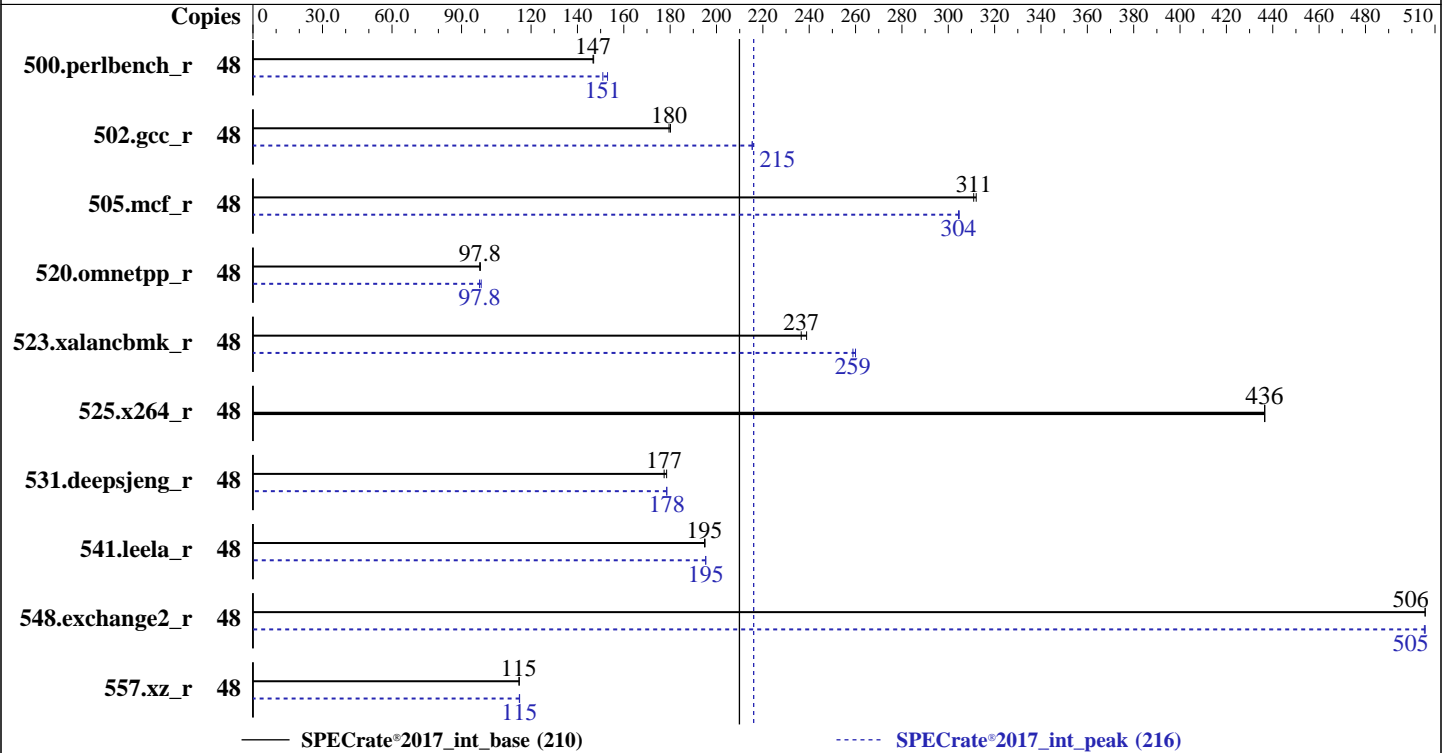 Copies 0 30.0 60.0 90.0 120 140 160 180 200 220 240 260 280 300 320 340 360 380 400 420 440 460 480 510
147
500.perlbench_r 48
151
180
502.gcc_r 48
215
311
505.mcf_r 48
304
97.8
520.omnetpp_r 48
97.8
237
523.xalancbmk_r 48
259
436
525.x264_r 48
177
531.deepsjeng_r 48
178
195
541.leela_r 48
195
506
548.exchange2_r 48
505
115
557.xz_r 48
115
SPECrate®2017_int_base (210) SPECrate®2017_int_peak (216)